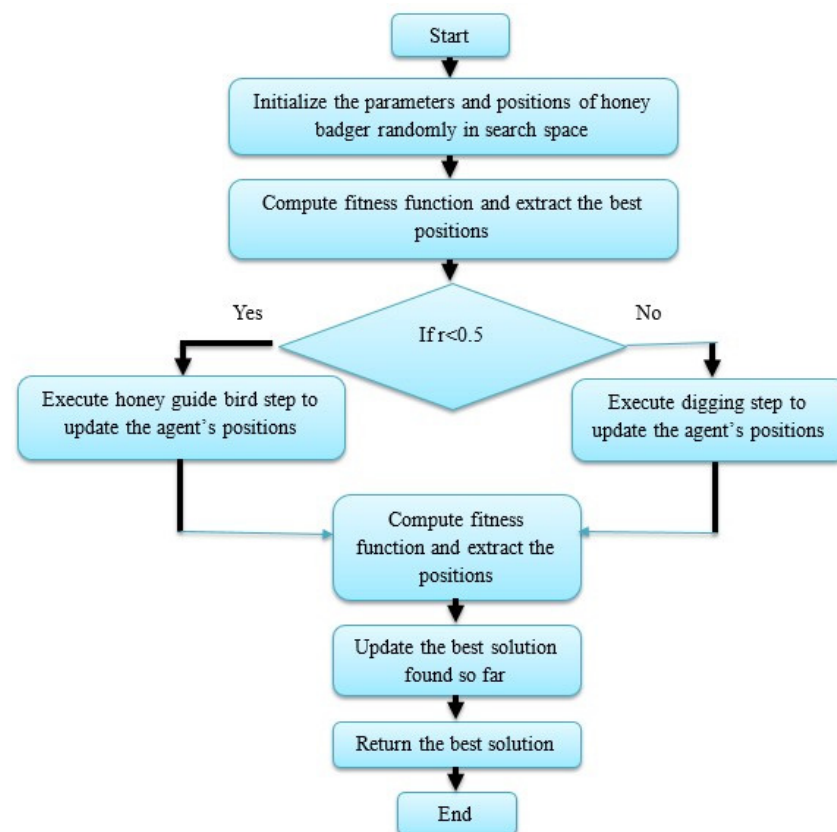 Start
Initialize the parameters and positions of honey
badger randomly in search space
Compute fitness function and extract the best
positions
If r<0.5
Yes
No
Execute honey guide bird step to
update the agent's positions
Execute digging step to
update the agent's positions
Compute fitness
function and extract the
positions
Update the best solution
found so far
Return the best solution
End